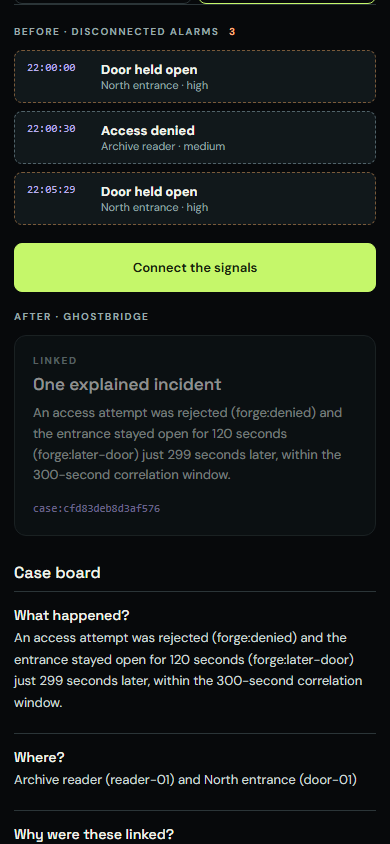 BEFORE · DISCONNECTED ALARMS 3
22:00:00 Door held open
North entrance · high
22:00:30 Access denied
Archive reader · medium
22:05:29 Door held open
North entrance · high
Connect the signals
AFTER · GHOSTBRIDGE
LINKED
One explained incident
An access attempt was rejected (forge:denied) and
the entrance stayed open for 120 seconds
(forge:later-door) just 299 seconds later, within the
300-second correlation window.
case:cfd83deb8d3af576
Case board
What happened?
An access attempt was rejected (forge:denied) and the
entrance stayed open for 120 seconds (forge:later-door)
just 299 seconds later, within the 300-second correlation
window.
Where?
Archive reader (reader-01) and North entrance (door-01)
Why were these linked?